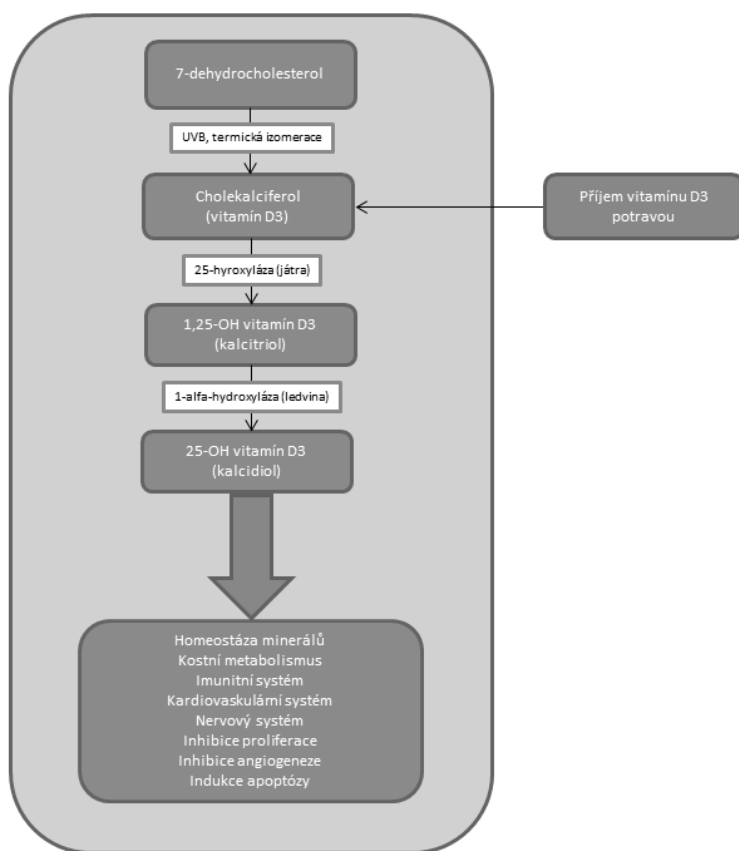 7-dehydrocholesterol
UVB, termická izomerace
Cholekalciferol
(vitamín D3)
Příjem vitamínu D3
potravou
25-hyroxyláza (játra)
1,25-OH vitamín D3
(kalcitriol)
1-alfa-hydroxyláza (ledvina)
25-OH vitamín D3
(kalcidiol)
Homeostáza minerálů
Kostní metabolismus
Imunitní systém
Kardiovaskulární systém
Nervový systém
Inhibice proliferace
Inhibice angiogeneze
Indukce apoptózy